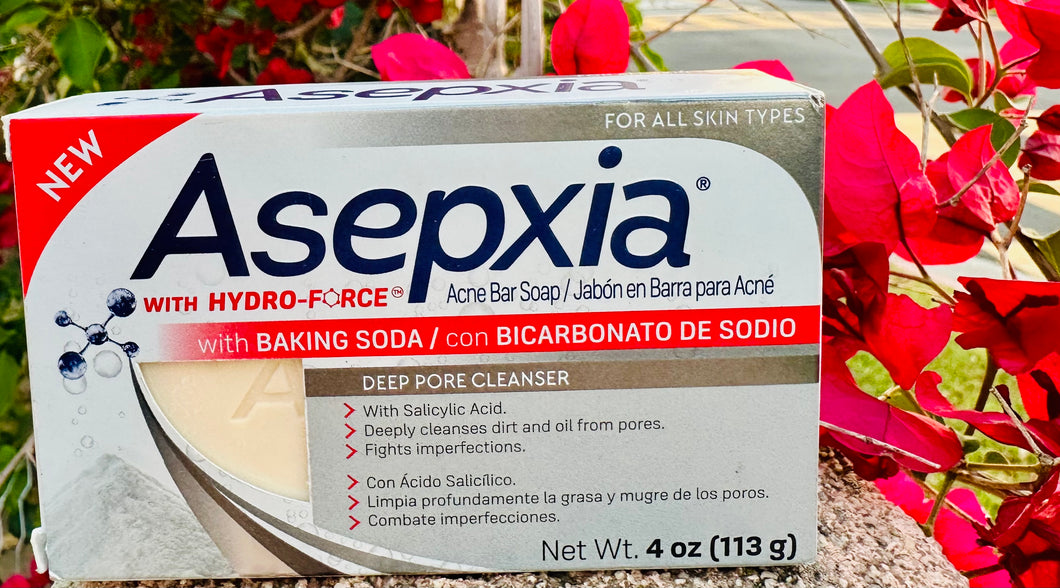 Asepxia
FOR ALL SKIN TYPES
NEW
Asepxia®
WITH HYDRO-FORCE™
Acne Bar Soap / Jabón en Barra para Acné
with BAKING SODA / con BICARBONATO DE SODIO
DEEP PORE CLEANSER
With Salicylic Acid.
Deeply cleanses dirt and oil from pores.
Fights imperfections.
Con Ácido Salicílico.
Limpia profundamente la grasa y mugre de los poros.
Combate imperfecciones.
A
Net Wt. 4 oz (113 g)